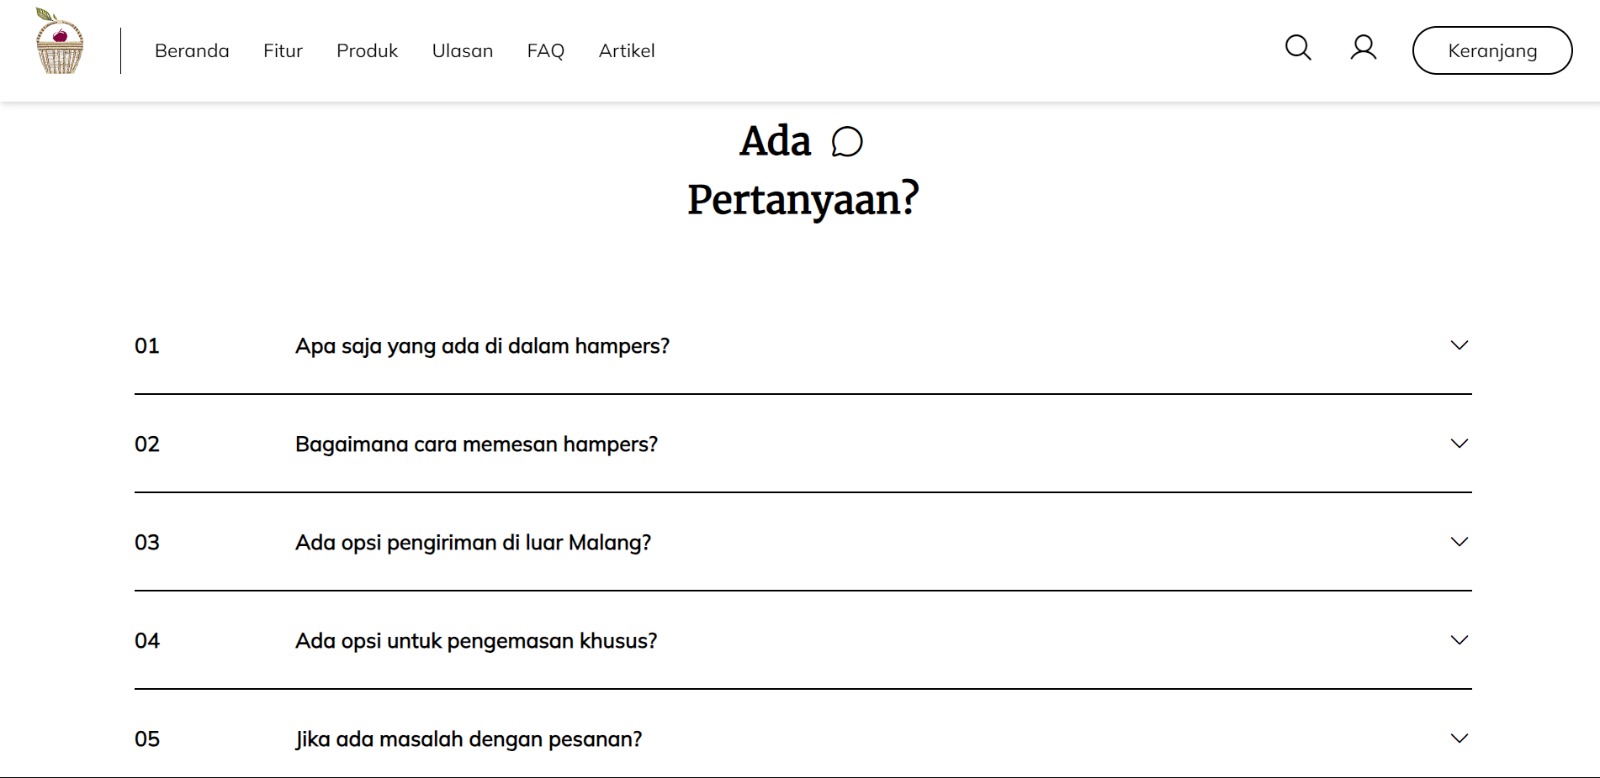 Beranda Fitur Produk Ulasan FAQ Artikel Keranjang
Ada
Pertanyaan?
01 Apa saja yang ada di dalam hampers?
02 Bagaimana cara memesan hampers?
03 Ada opsi pengiriman di luar Malang?
04 Ada opsi untuk pengemasan khusus?
05 Jika ada masalah dengan pesanan?